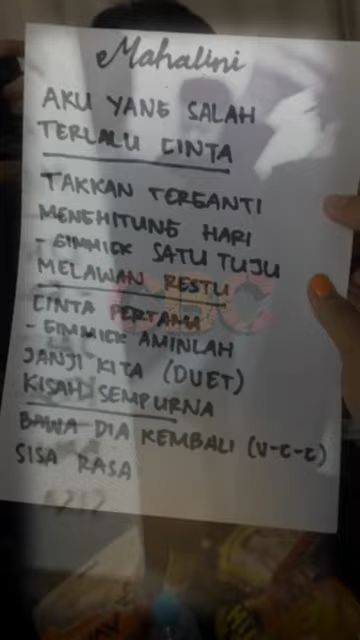 Mahalini
AKU YANG SALAH
TERLALU CINTA
TAKKAN TERGANTI
MENGHITUNG HARI
- GIMMICK SATU TUJU
MELAWAN RESTU
CINTA PERTAMA
- GIMMICK AMINLAH
JANJI KITA (DUET)
KISAH SEMPURNA
BAWA DIA KEMBALI (V-C-C)
SISA RASA